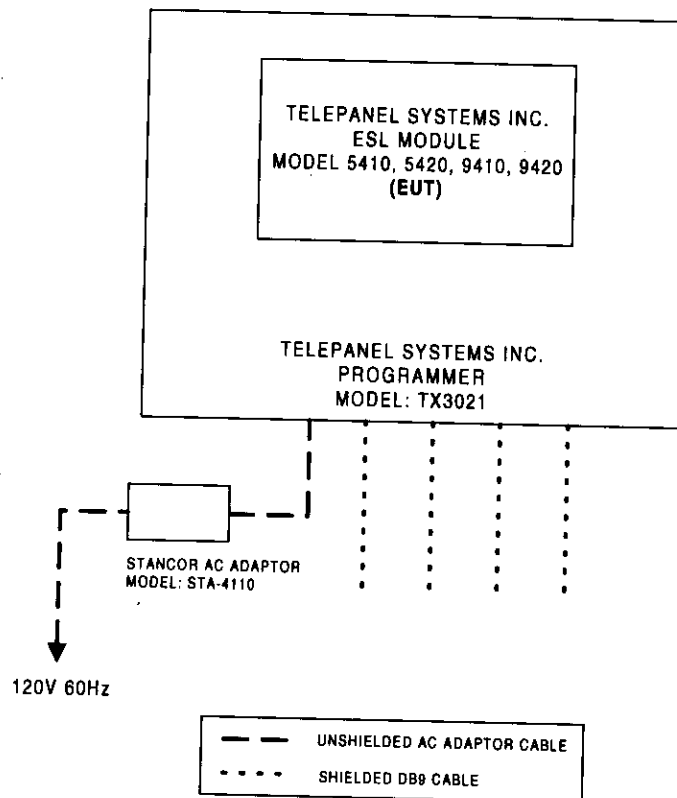 TELEPANEL SYSTEMS INC.
ESL MODULE
MODEL 5410, 5420, 9410, 9420
(EUT)
TELEPANEL SYSTEMS INC.
PROGRAMMER
MODEL: TX3021
STANCOR AC ADAPTOR
MODEL: STA-4110
120V 60Hz
UNSHIELDED AC ADAPTOR CABLE
SHIELDED DB9 CABLE